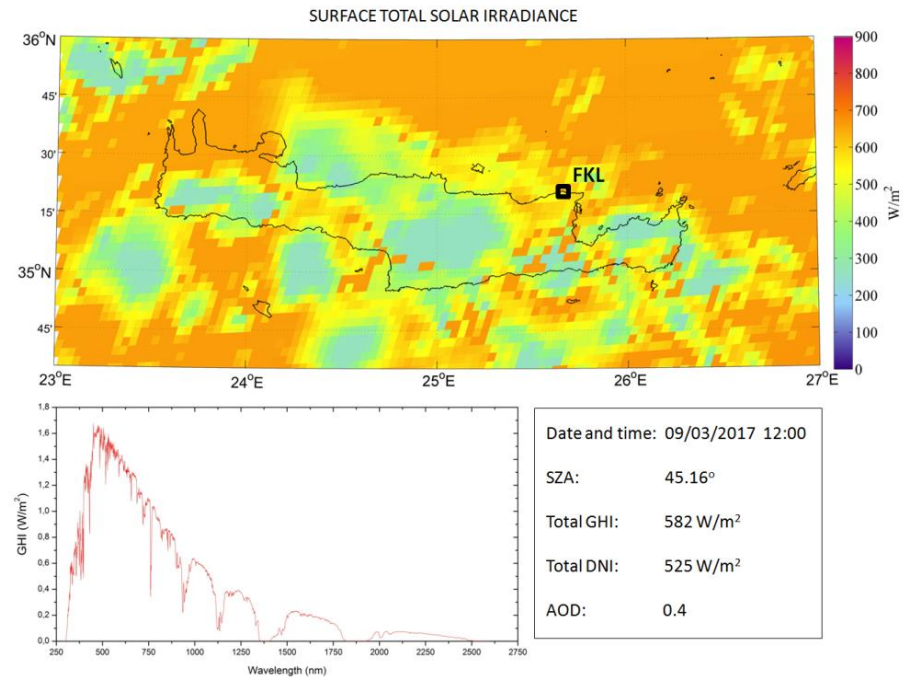 SURFACE TOTAL SOLAR IRRADIANCE
36°N
45'
30'
15'
35°N
45'
23°E
24°E
25°E
26°E
27°E
FKL
900
800
700
600
500
400
300
200
100
0
W/m²
1,8
1,6
1,4
1,2
1,0
0,8
0,6
0,4
0,2
0,0
GHI (W/m²)
250
500
750
1000
1250
1500
1750
2000
2250
2500
2750
Wavelength (nm)
Date and time: 09/03/2017 12:00
SZA: 45.16°
Total GHI: 582 W/m²
Total DNI: 525 W/m²
AOD: 0.4